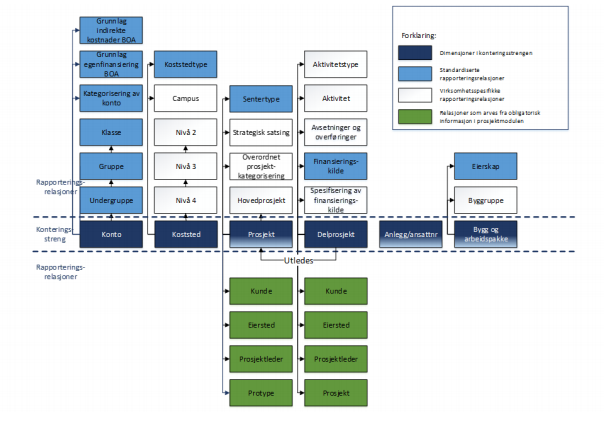 Grunnlag
indirekte
kostnader BOA
Grunnlag
egenfinansiering
BOA
Kategorisering av
konto
Klasse
Gruppe
Undergruppe
Konto
Koststedtype
Campus
Nivå 2
Nivå 3
Nivå 4
Koststed
Sentertype
Strategisk satsing
Overordnet
prosjekt-
kategorisering
Hovedprosjekt
Prosjekt
Aktivitetstype
Aktivitet
Avsetninger og
overføringer
Finansierings-
kilde
Spesifisering av
finansierings-
kilde
Delprosjekt
Anlegg/ansattnr
Eierskap
Byggruppe
Bygg og
arbeidspakke
Forklaring:
Dimensjoner i konteringsstrengen
Standardiserte
rapporteringsrelasjoner
Virksomhetsspesifikke
rapporteringsrelasjoner
Relasjoner som arves fra obligatorisk
informasjon i prosjektmodulen
Rapporterings-
relasjoner
Konterings
streng
Rapporterings-
relasjoner
Utledes
Kunde
Eiersted
Prosjektleder
Protype
Kunde
Eiersted
Prosjektleder
Prosjekt